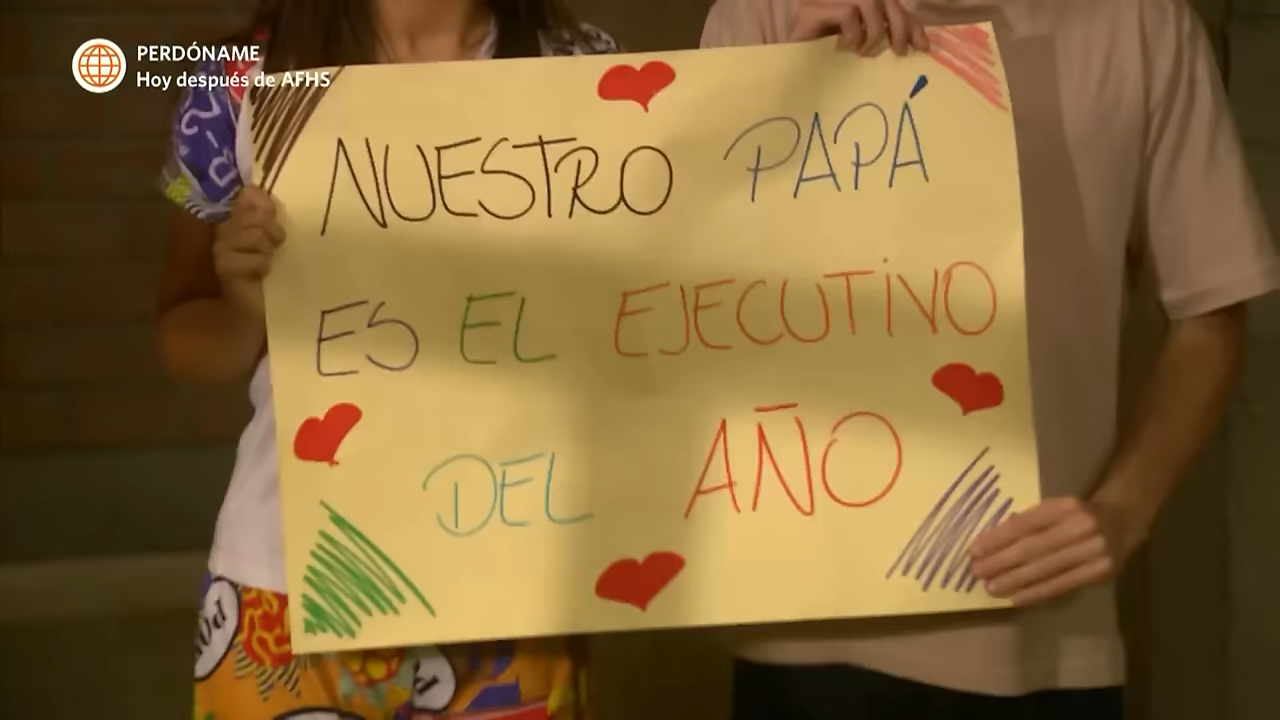 PERDÓNAME
Hoy después de AFHS
NUESTRO PAPÁ
ES EL EJECUTIVO
DEL AÑO